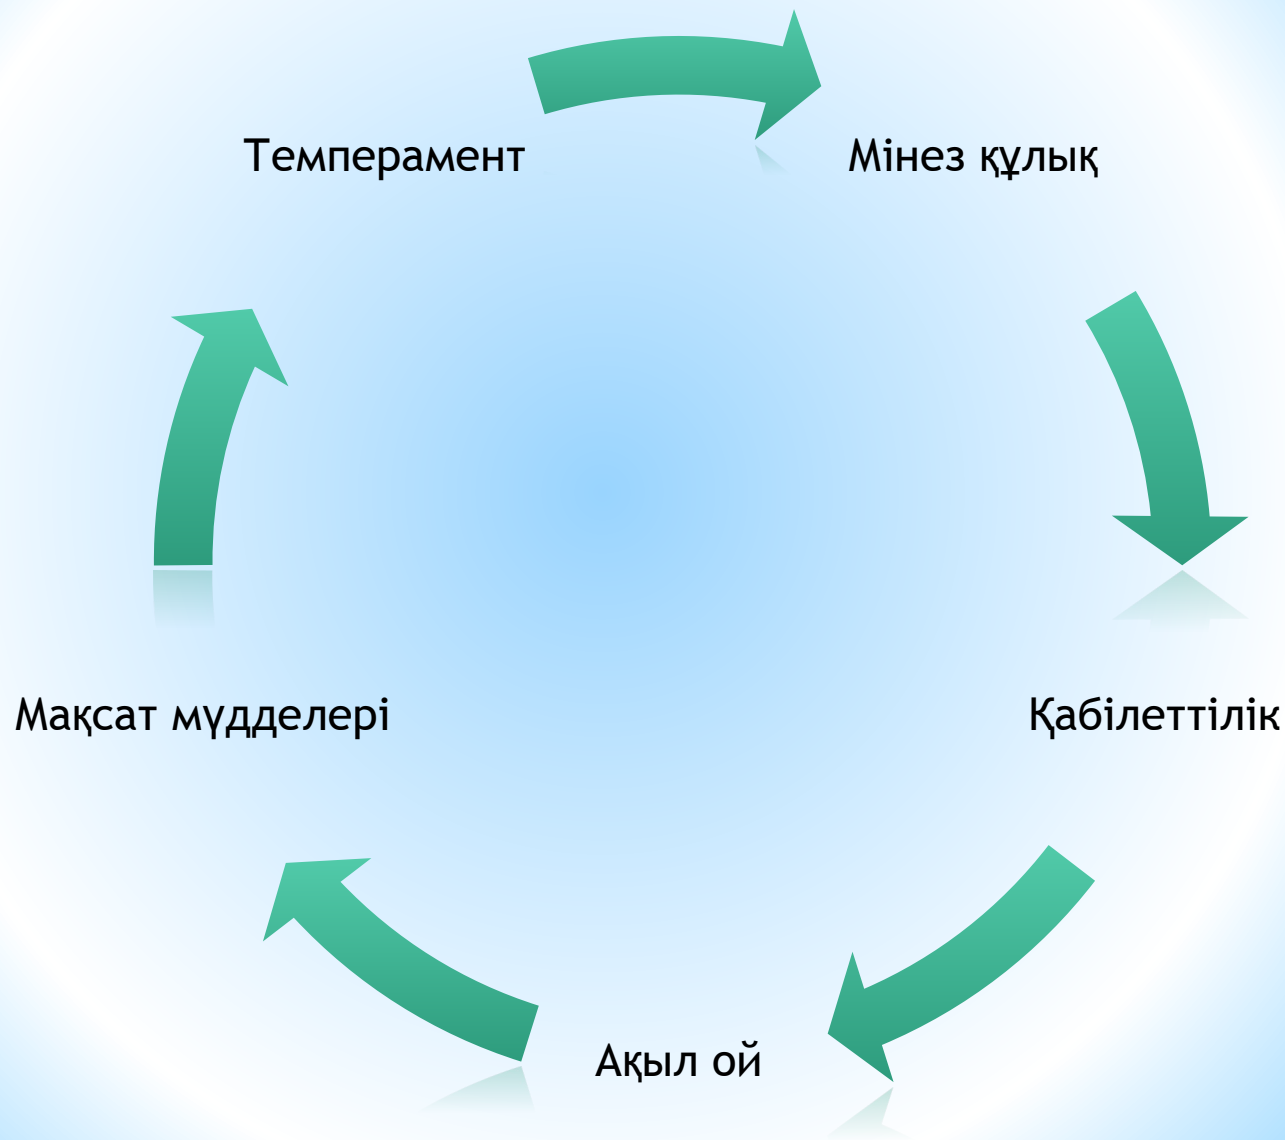 Темперамент
Мінез құлық
Мақсат мүдделері
Қабілеттілік
Ақыл ой